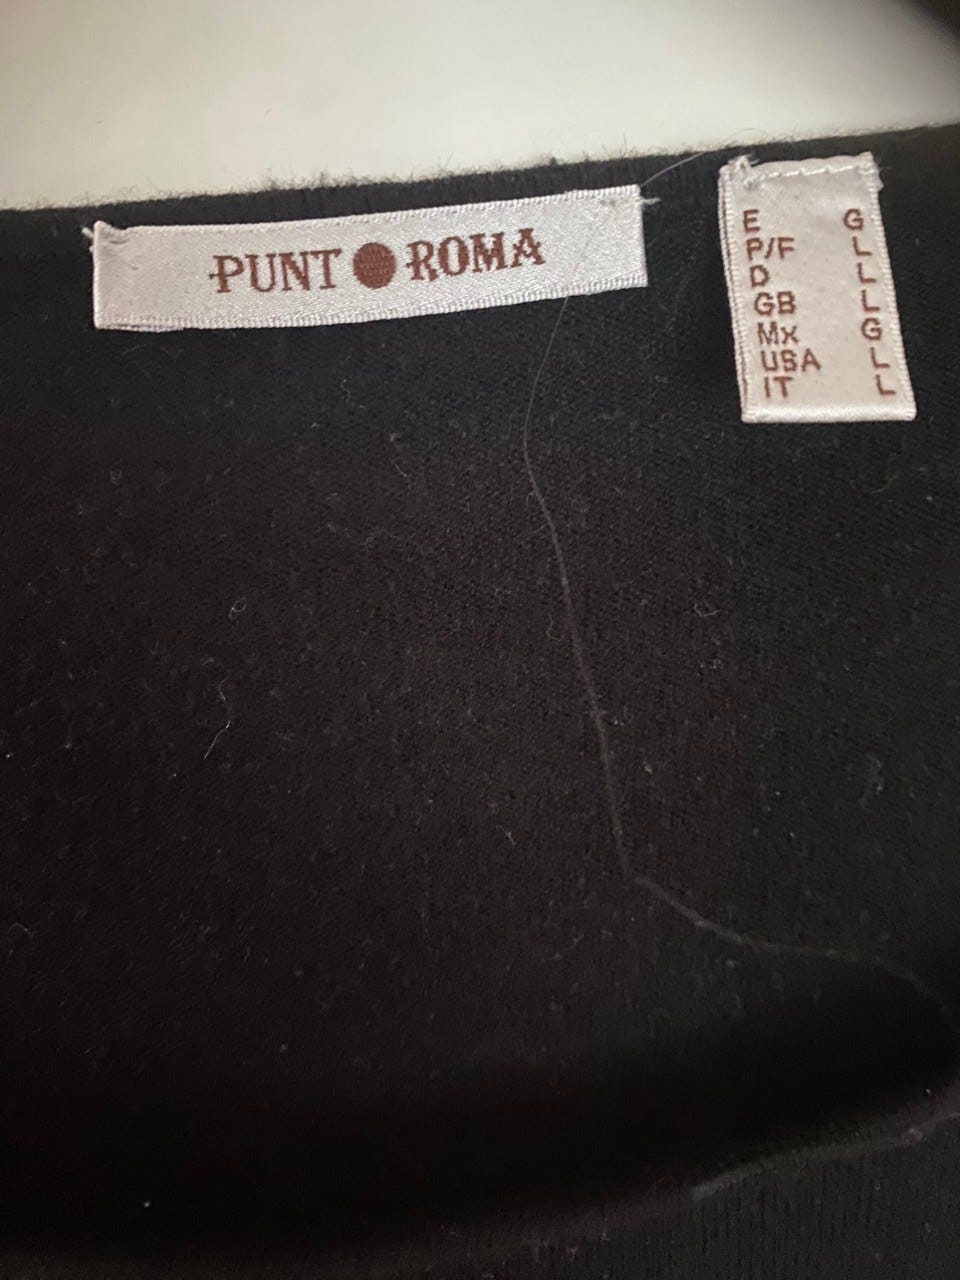 PUNT ROMA
E G
P/F L
D L
GB L
Mx G
USA L
IT L